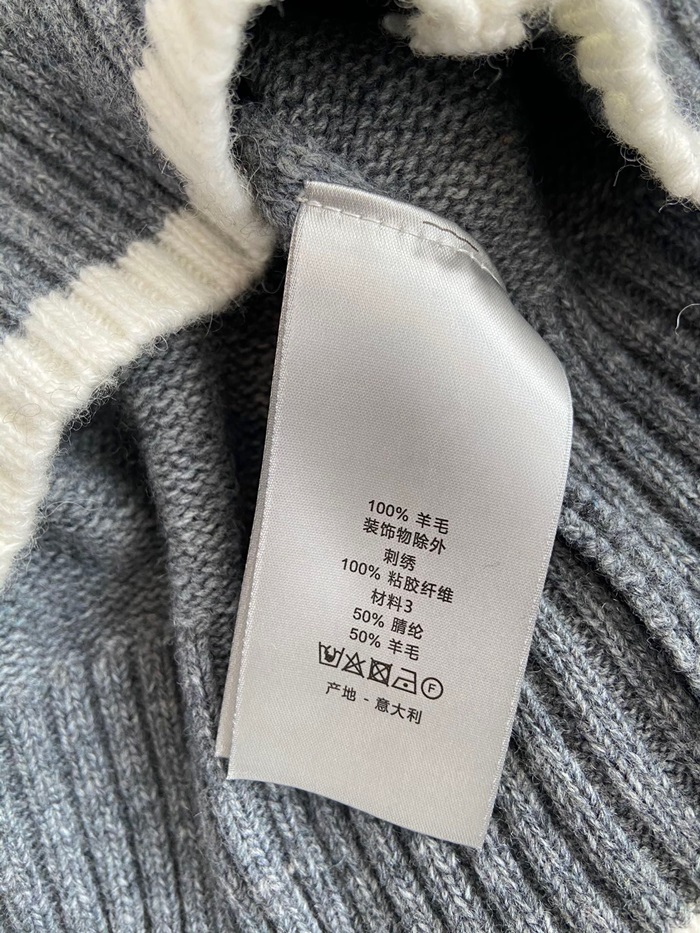 100% 羊毛
装饰物除外
刺绣
100% 粘胶纤维
材料3
50% 腈纶
50% 羊毛
F
产地 - 意大利